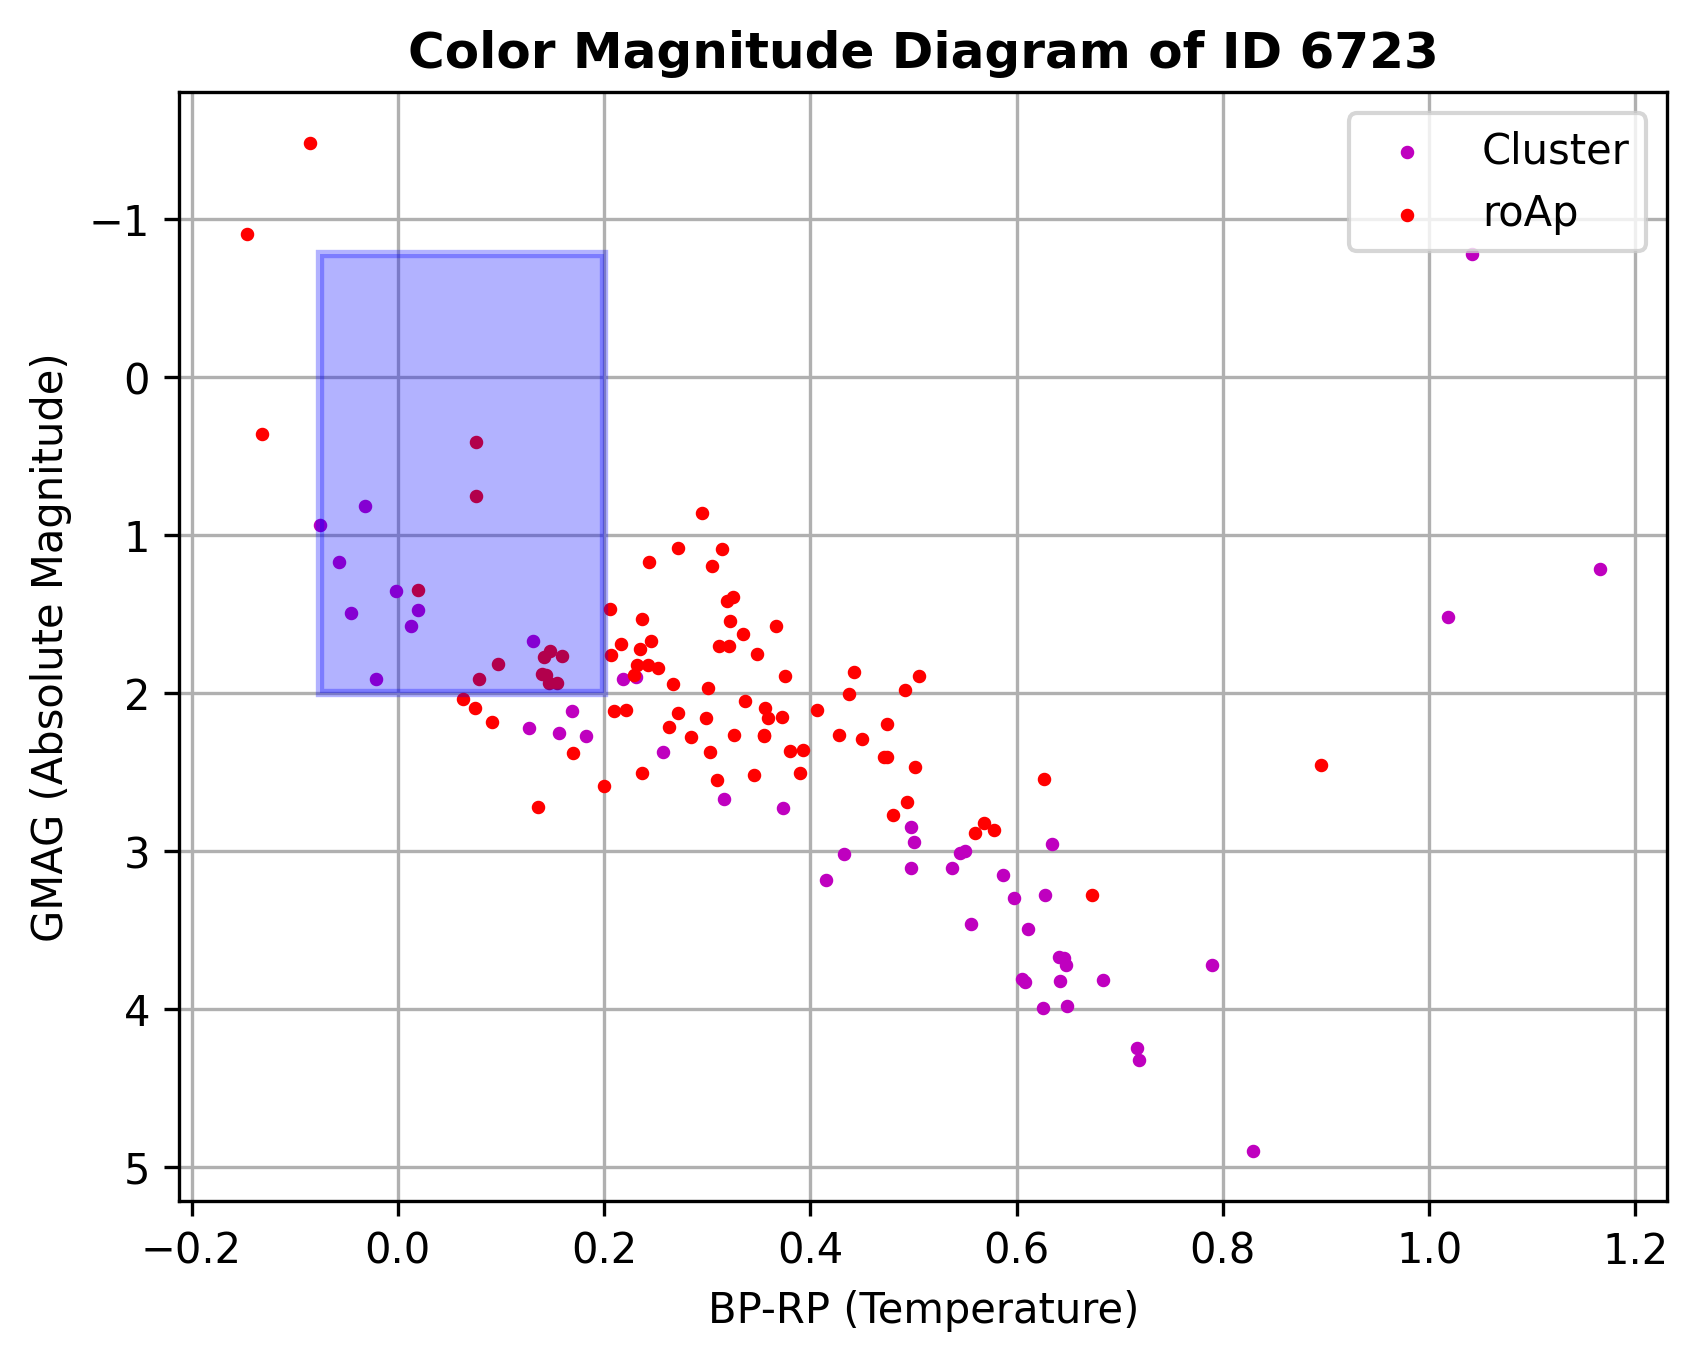 Color Magnitude Diagram of ID 6723
Cluster
roAp
GMAG (Absolute Magnitude)
−1
0
1
2
3
4
5
−0.2 0.0 0.2 0.4 0.6 0.8 1.0 1.2
BP-RP (Temperature)